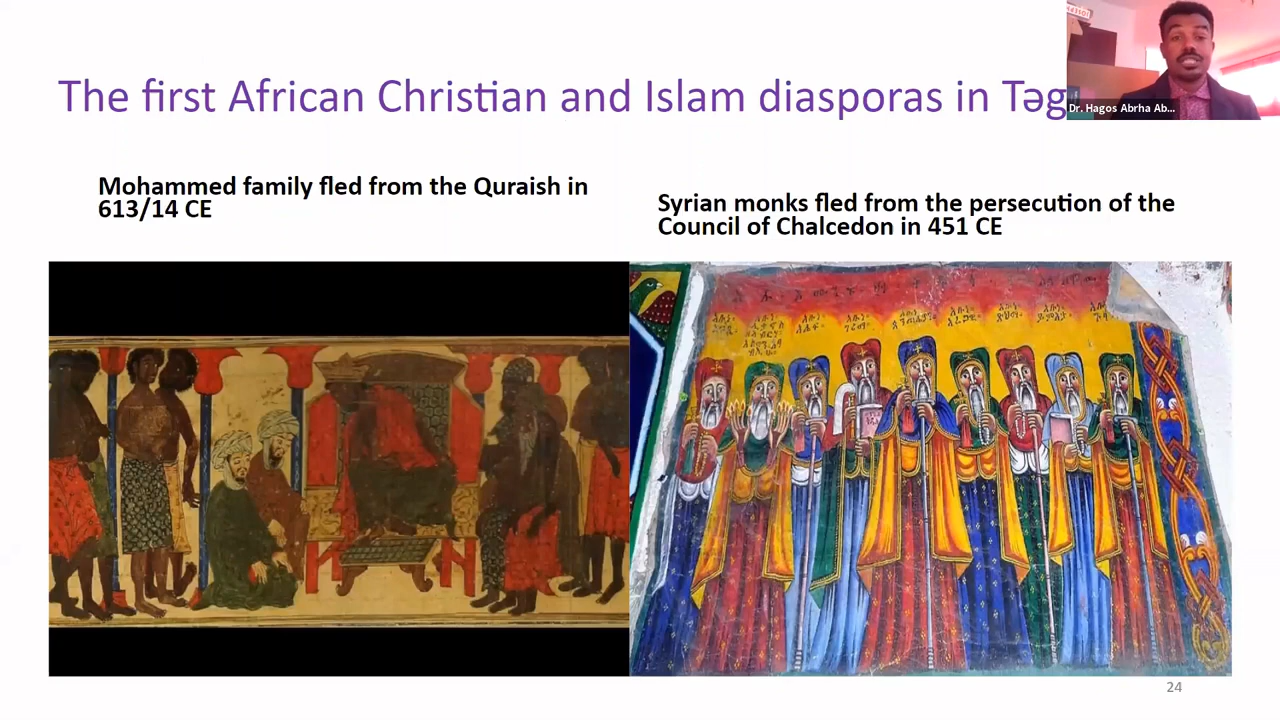 The first African Christian and Islam diasporas in Təg
Dr. Hagos Abrha Ab...
Mohammed family fled from the Quraish in
613/14 CE
Syrian monks fled from the persecution of the
Council of Chalcedon in 451 CE
24